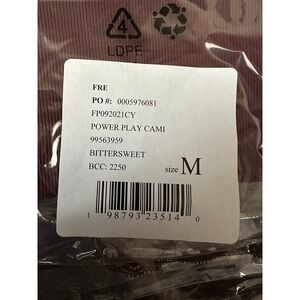 4
LDPE
FRE
PO #: 0005976081
FP092021CY
POWER PLAY CAMI
99563959
BITTERSWEET
BCC: 2250
size M
1 98793 23514 0